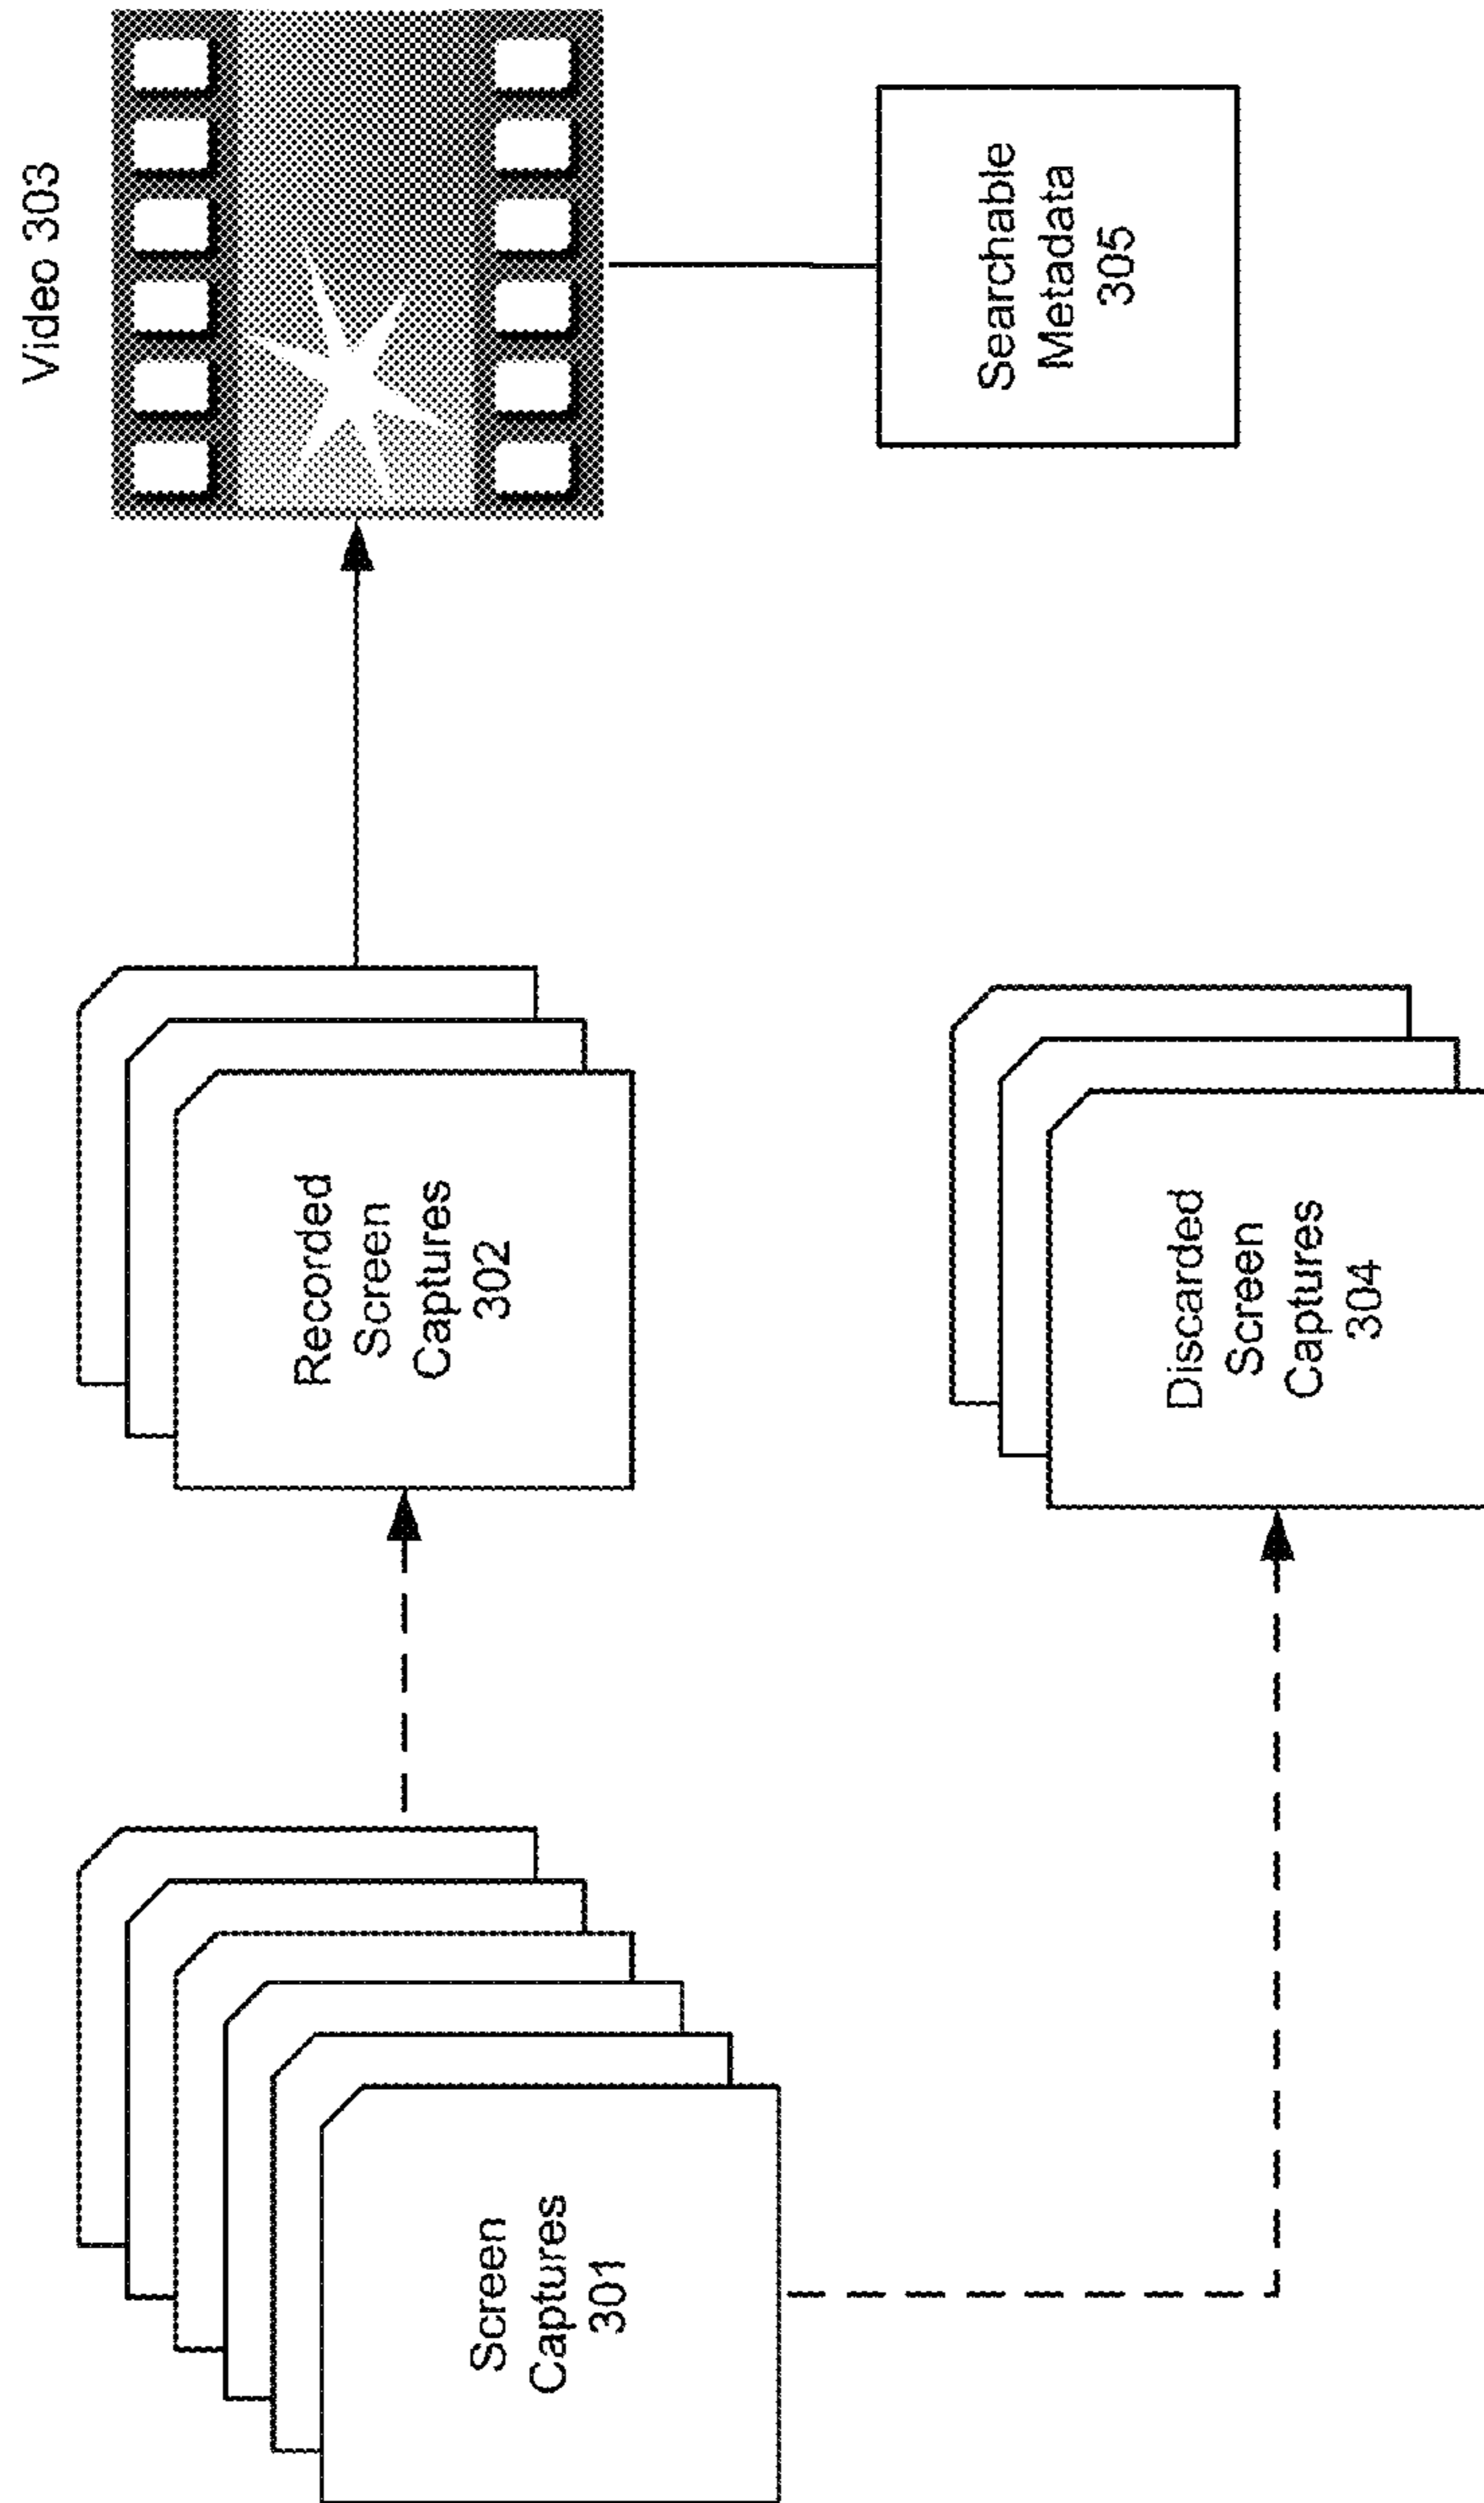 Video 303
Screen
Captures
301
Recorded
Screen
Captures
302
Discarded
Screen
Captures
304
Searchable
Metadata
305